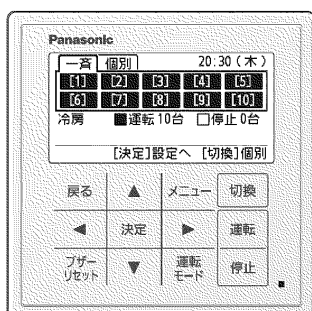 Panasonic
一斉 個別 20:30(木)
[1] [2] [3] [4] [5]
[6] [7] [8] [9] [10]
冷房 ■運転 10台 □停止 0台
[決定]設定へ [切換]個別
戻る ▲ メニュー 切換
◀ 決定 ▶ 運転
ブザー
リセット ▼ 運転
モード 停止